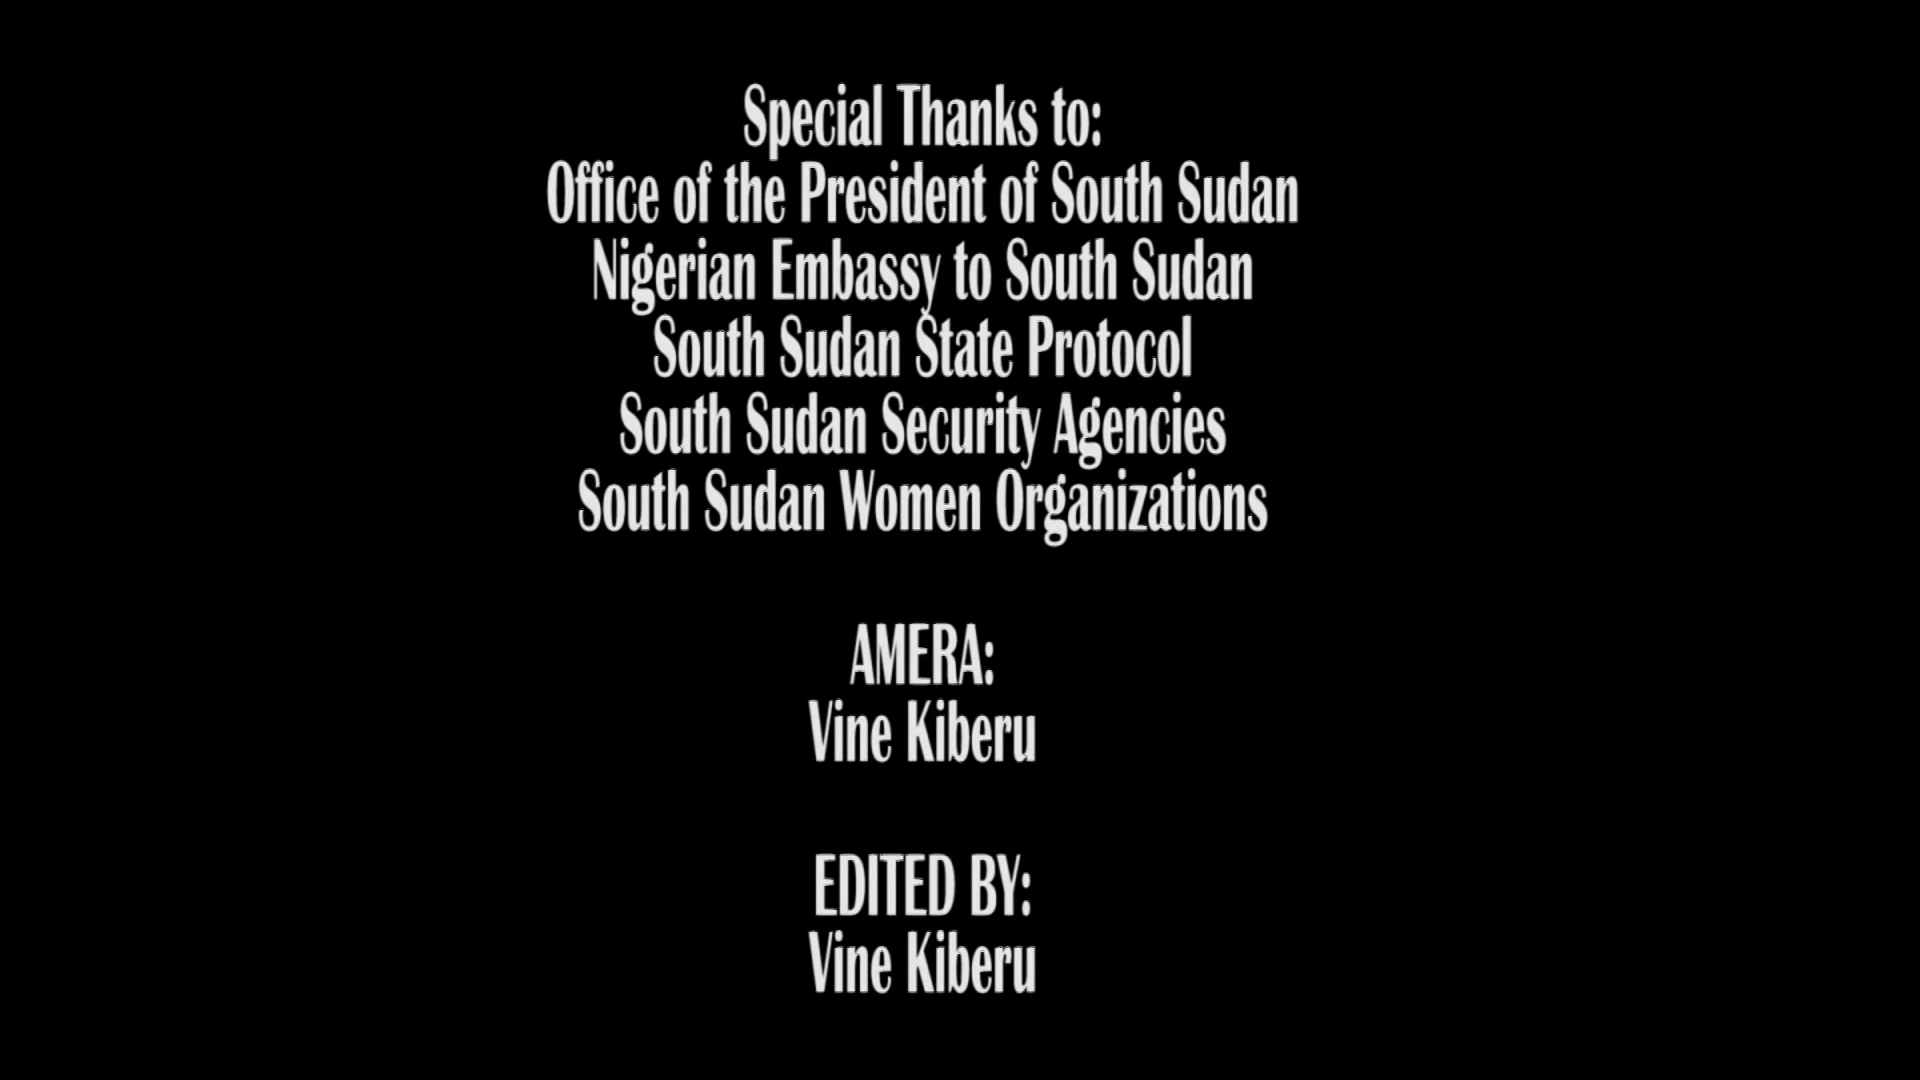 Special Thanks to:
Office of the President of South Sudan
Nigerian Embassy to South Sudan
South Sudan State Protocol
South Sudan Security Agencies
South Sudan Women Organizations
AMERA:
Vine Kiberu
EDITED BY:
Vine Kiberu